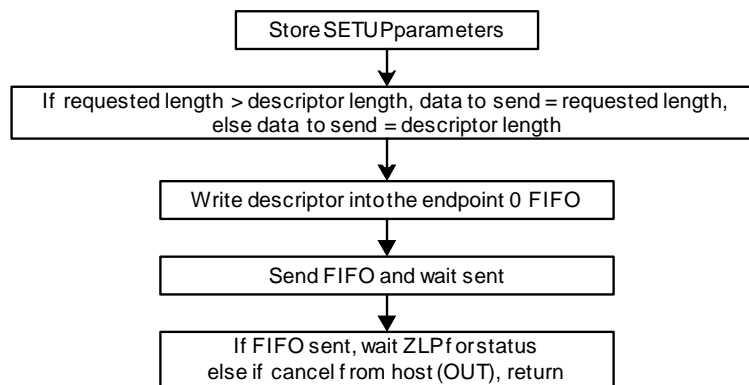 Store SETUP parameters
If requested length > descriptor length, data to send = requested length,
else data to send = descriptor length
Write descriptor into the endpoint 0 FIFO
Send FIFO and wait sent
If FIFO sent, wait ZLP for status
else if cancel from host (OUT), return